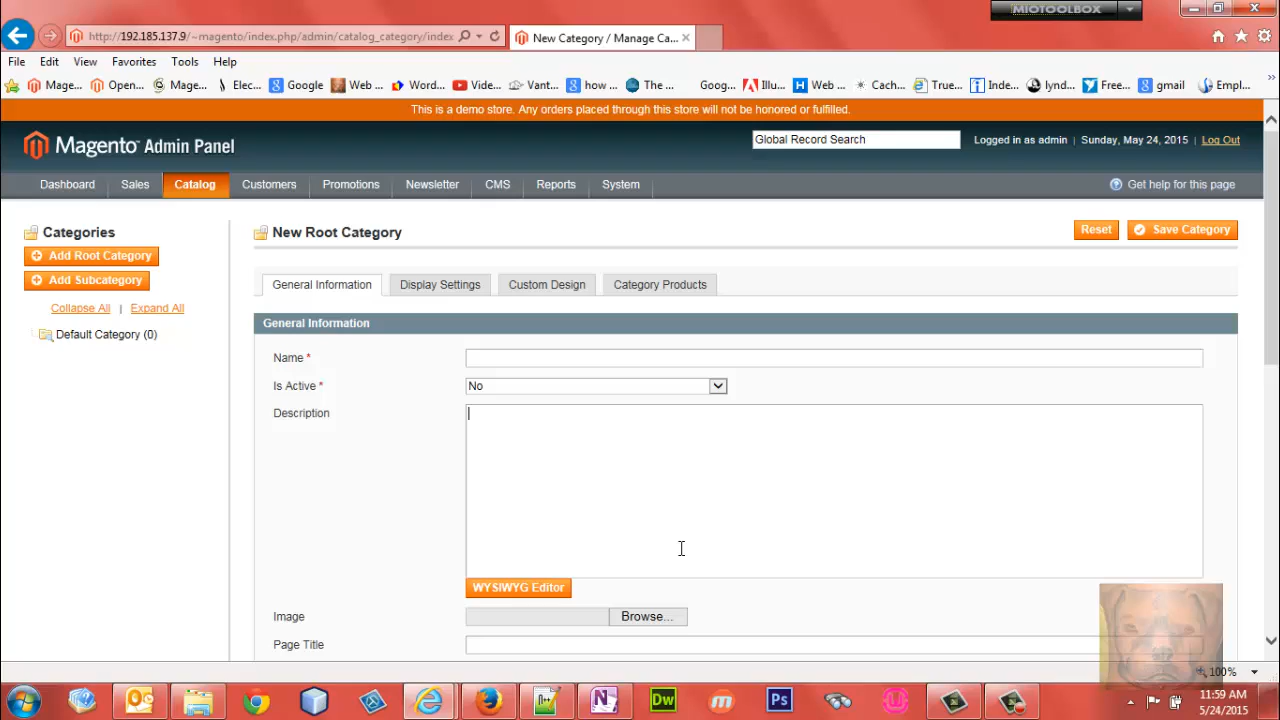 MIOTOOLBOX
http://192.185.137.9/~magento/index.php/admin/catalog_category/index
New Category / Manage Ca...
File Edit View Favorites Tools Help
Mage... Open... Mage... Elec... Google Web ... Word... Vide... Vant... how ... The ... Goog... Illu... Web ... Cach... True... Inde... lynd... Free... gmail Empl...
This is a demo store. Any orders placed through this store will not be honored or fulfilled.
Magento Admin Panel
Global Record Search
Logged in as admin | Sunday, May 24, 2015 | Log Out
Dashboard Sales Catalog Customers Promotions Newsletter CMS Reports System
Get help for this page
Categories
Add Root Category
Add Subcategory
Collapse All | Expand All
Default Category (0)
New Root Category
Reset Save Category
General Information Display Settings Custom Design Category Products
General Information
Name *
Is Active * No
Description
WYSIWYG Editor
Image Browse...
Page Title
100%
Dw Ps
11:59 AM
5/24/2015